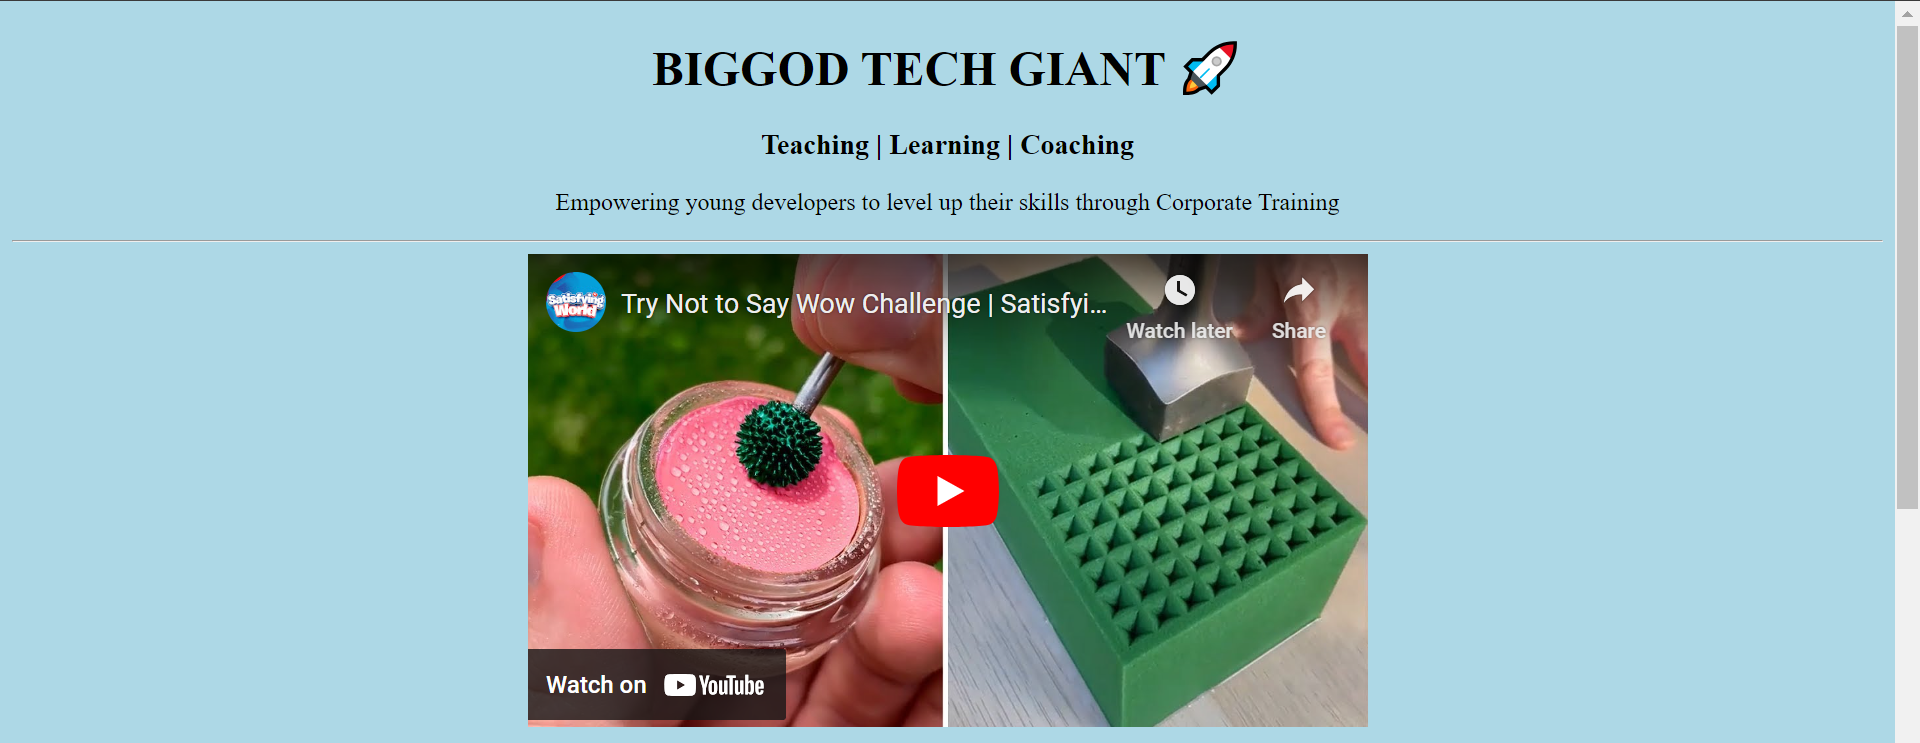 BIGGOD TECH GIANT 🚀
Teaching | Learning | Coaching
Empowering young developers to level up their skills through Corporate Training
Satisfying
World
Try Not to Say Wow Challenge | Satisfyi...
Watch later
Share
Watch on YouTube